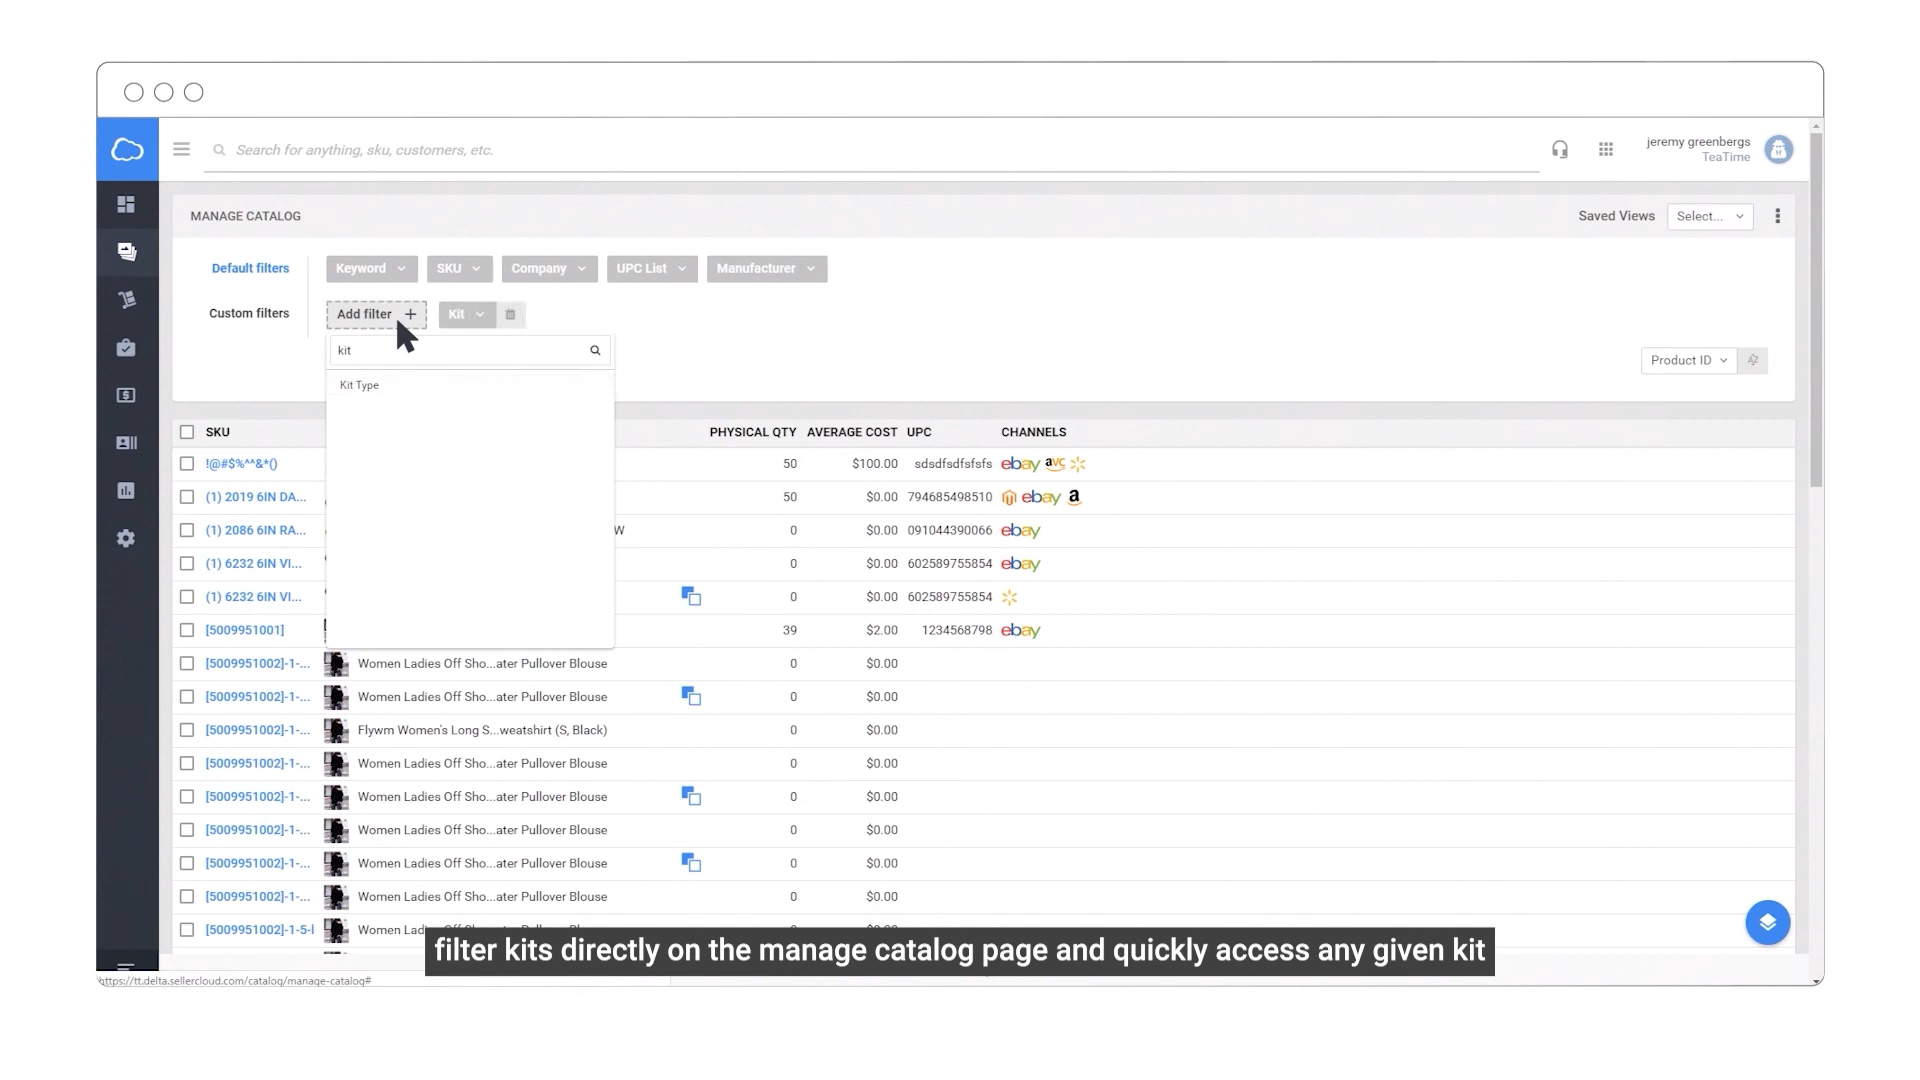 Search for anything, sku, customers, etc.
jeremy greenbergs
TeaTime
MANAGE CATALOG
Saved Views Select...
Default filters Keyword SKU Company UPC List Manufacturer
Custom filters Add filter + Kit
kit
Product ID
Kit Type
SKU PHYSICAL QTY AVERAGE COST UPC CHANNELS
!@#$%^^&*() 50 $100.00 sdsdfsdfsfsfs ebay avc
(1) 2019 6IN DA... 50 $0.00 794685498510 ebay a
(1) 2086 6IN RA... W 0 $0.00 091044390066 ebay
(1) 6232 6IN VI... 0 $0.00 602589755854 ebay
(1) 6232 6IN VI... 0 $0.00 602589755854
[5009951001] 39 $2.00 1234568798 ebay
[5009951002]-1-... Women Ladies Off Sho...ater Pullover Blouse 0 $0.00
[5009951002]-1-... Women Ladies Off Sho...ater Pullover Blouse 0 $0.00
[5009951002]-1-... Flywm Women's Long S...weatshirt (S, Black) 0 $0.00
[5009951002]-1-... Women Ladies Off Sho...ater Pullover Blouse 0 $0.00
[5009951002]-1-... Women Ladies Off Sho...ater Pullover Blouse 0 $0.00
[5009951002]-1-... Women Ladies Off Sho...ater Pullover Blouse 0 $0.00
[5009951002]-1-... Women Ladies Off Sho...ater Pullover Blouse 0 $0.00
[5009951002]-1-... Women Ladies Off Sho...ater Pullover Blouse 0 $0.00
[5009951002]-1-5-l Women
filter kits directly on the manage catalog page and quickly access any given kit
https://tt.delta.sellercloud.com/catalog/manage-catalog#